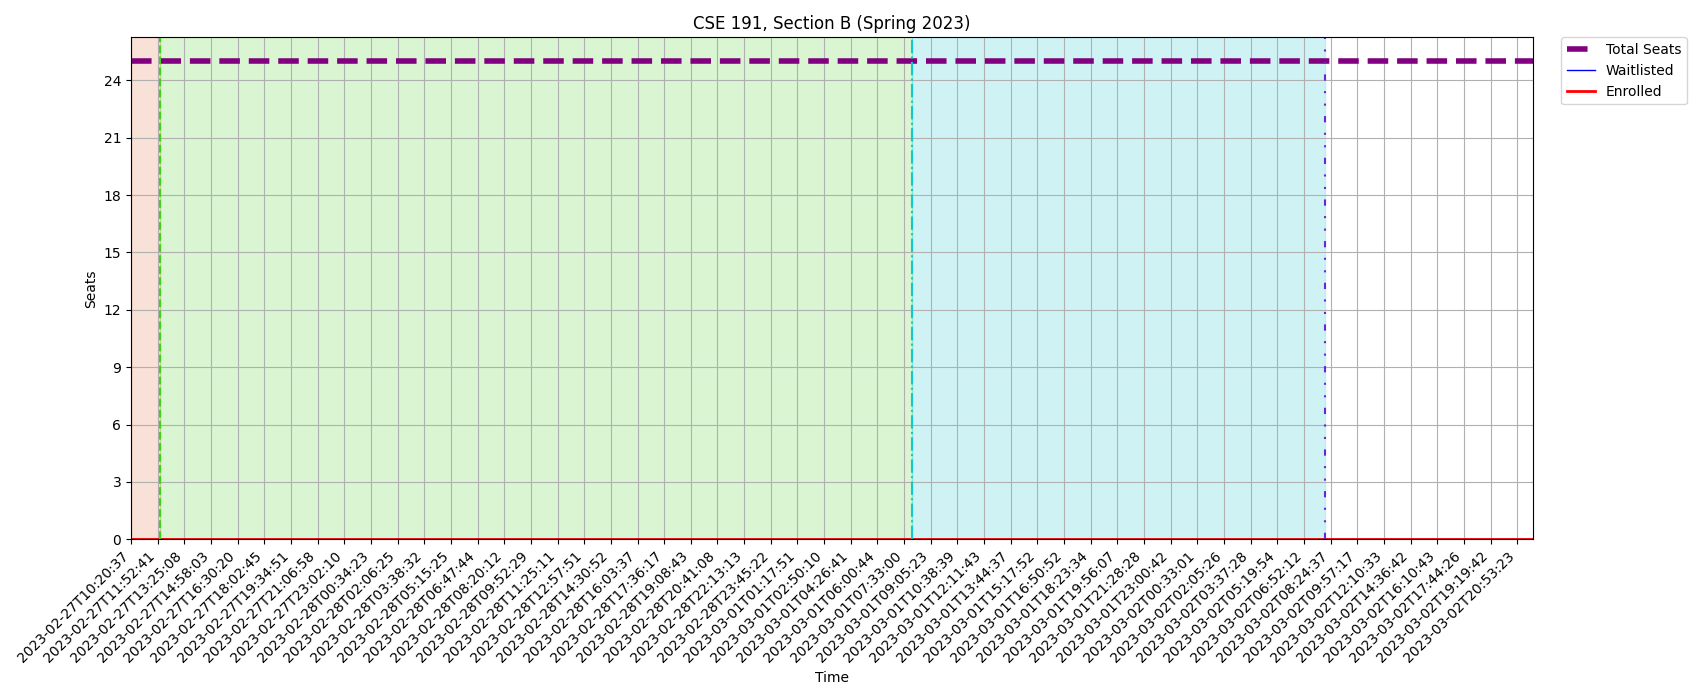 CSE 191, Section B (Spring 2023)
Total Seats
Waitlisted
Enrolled
Seats
24
21
18
15
12
9
6
3
0
2023-02-27T10:20:37
2023-02-27T11:52:41
2023-02-27T13:25:08
2023-02-27T14:58:03
2023-02-27T16:30:20
2023-02-27T18:02:45
2023-02-27T19:34:51
2023-02-27T21:06:58
2023-02-27T23:02:10
2023-02-28T00:34:23
2023-02-28T02:06:25
2023-02-28T03:38:32
2023-02-28T05:15:25
2023-02-28T06:47:44
2023-02-28T08:20:12
2023-02-28T09:52:29
2023-02-28T11:25:11
2023-02-28T12:57:51
2023-02-28T14:30:52
2023-02-28T16:03:37
2023-02-28T17:36:17
2023-02-28T19:08:43
2023-02-28T20:41:08
2023-02-28T22:13:13
2023-02-28T23:45:22
2023-03-01T01:17:51
2023-03-01T02:50:10
2023-03-01T04:26:41
2023-03-01T06:00:44
2023-03-01T07:33:00
2023-03-01T09:05:23
2023-03-01T10:38:39
2023-03-01T12:11:43
2023-03-01T13:44:37
2023-03-01T15:17:52
2023-03-01T16:50:52
2023-03-01T18:23:34
2023-03-01T19:56:07
2023-03-01T21:28:28
2023-03-01T23:00:42
2023-03-02T00:33:01
2023-03-02T02:05:26
2023-03-02T03:37:28
2023-03-02T05:19:54
2023-03-02T06:52:12
2023-03-02T08:24:37
2023-03-02T09:57:17
2023-03-02T12:10:33
2023-03-02T14:36:42
2023-03-02T16:10:43
2023-03-02T17:44:26
2023-03-02T19:19:42
2023-03-02T20:53:23
Time